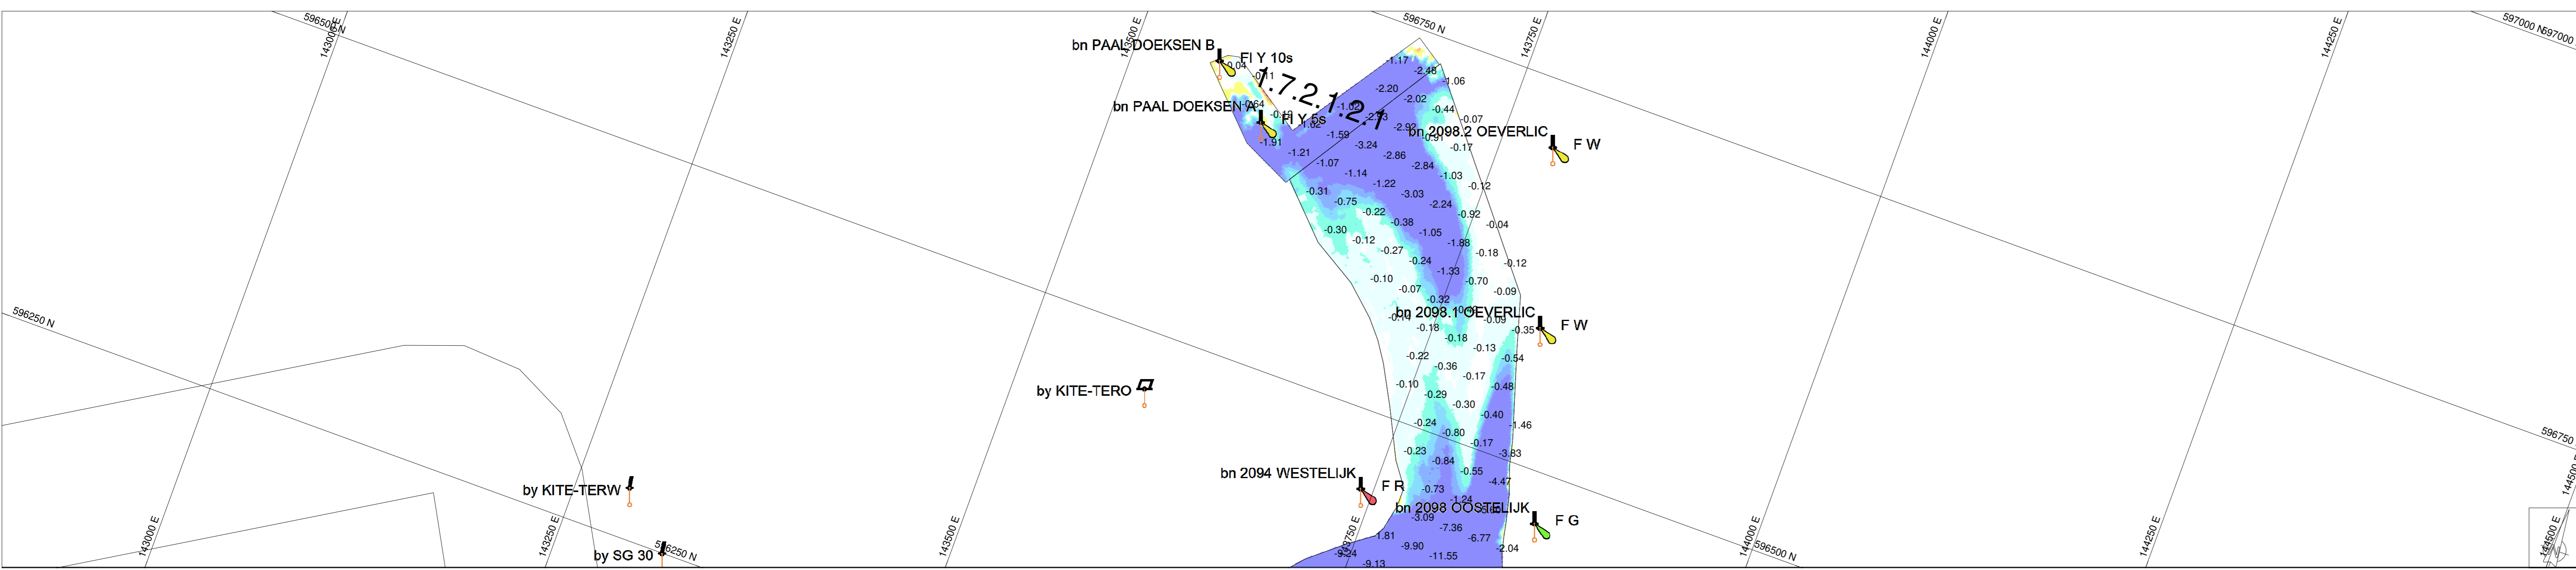 596500 N
143000 E
143250 E
143500 E
596750 N
143750 E
144000 E
144250 E
597000 N
597000
bn PAAL DOEKSEN B
Fl Y 10s
bn PAAL DOEKSEN A
Fl Y 5s
1.7.2.1.2.1
-1.17
-2.48
-1.06
-2.20
-2.02
-0.44
-0.07
-1.59
-0.17
bn 2098.2 OEVERLIC
F W
-1.91
-1.21
-3.24
-2.86
-2.84
-1.07
-1.14
-1.22
-1.03
-0.12
-0.31
-3.03
-0.75
-2.24
-0.22
-0.92
-0.38
-0.04
-0.30
-1.05
-0.12
-1.88
-0.27
-0.18
-0.24
-0.12
-1.33
-0.10
-0.70
-0.07
-0.09
-0.32
bn 2098.1 OEVERLIC
F W
-0.09
-0.18
-0.35
-0.18
-0.13
-0.22
-0.54
-0.36
-0.17
-0.10
-0.48
-0.29
-0.30
-0.40
-0.24
-1.46
-0.80
-0.17
-0.23
-3.83
-0.84
-0.55
-4.47
-0.73
-1.24
596250 N
by KITE-TERO
by KITE-TERW
by SG 30
596250 N
bn 2094 WESTELIJK
F R
bn 2098 OOSTELIJK
F G
-3.09
-7.36
-6.77
-9.90
-2.04
-9.24
-11.55
-9.13
143000 E
143250 E
143500 E
143750 E
144000 E
596500 N
144250 E
144500 E
596750